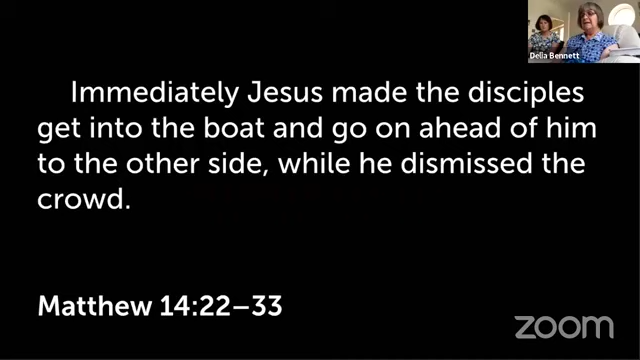 Delia Bennett
Immediately Jesus made the disciples
get into the boat and go on ahead of him
to the other side, while he dismissed the
crowd.
Matthew 14:22–33
zoom